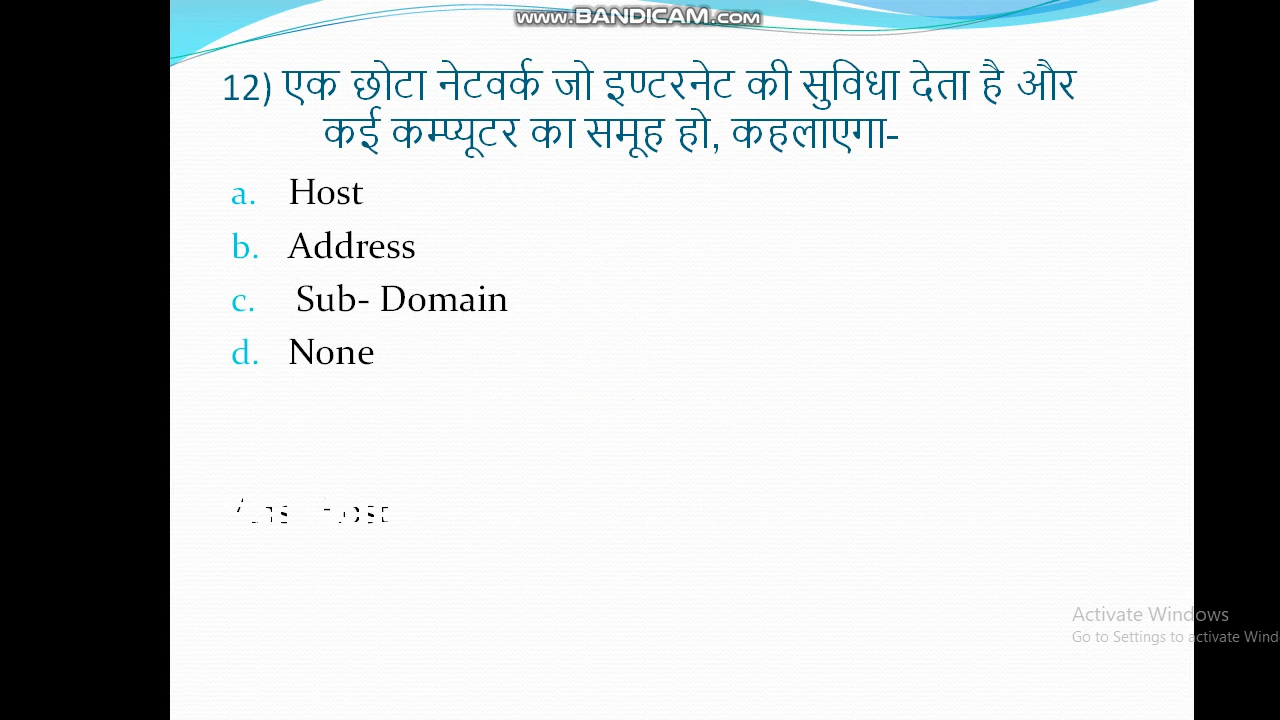 www.BANDICAM.com
12) एक छोटा नेटवर्क जो इण्टरनेट की सुविधा देता है और
कई कम्प्यूटर का समूह हो, कहलाएगा-
a. Host
b. Address
c. Sub- Domain
d. None
Activate Windows
Go to Settings to activate Wind